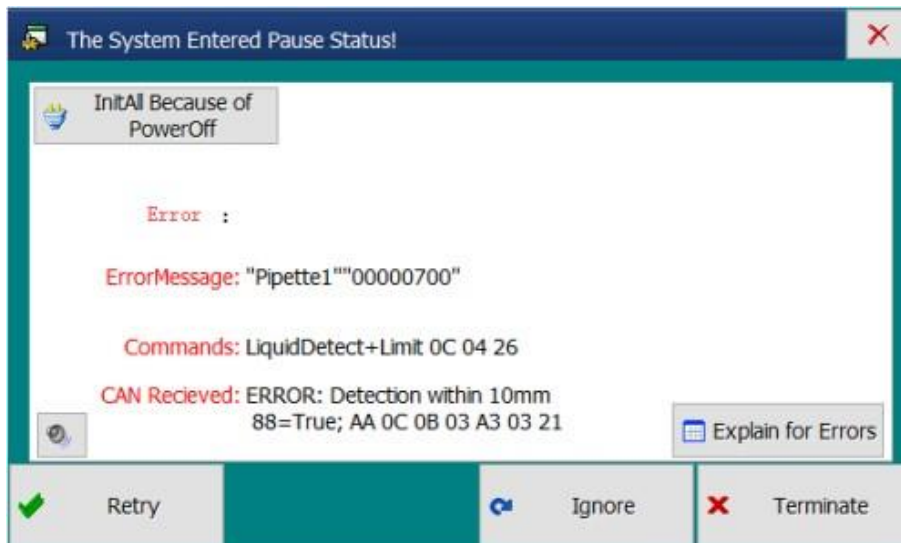 The System Entered Pause Status!
InitAll Because of
PowerOff
Error :
ErrorMessage: "Pipette1""00000700"
Commands: LiquidDetect+Limit 0C 04 26
CAN Recieved: ERROR: Detection within 10mm
88=True; AA 0C 0B 03 A3 03 21
Explain for Errors
Retry
Ignore
Terminate